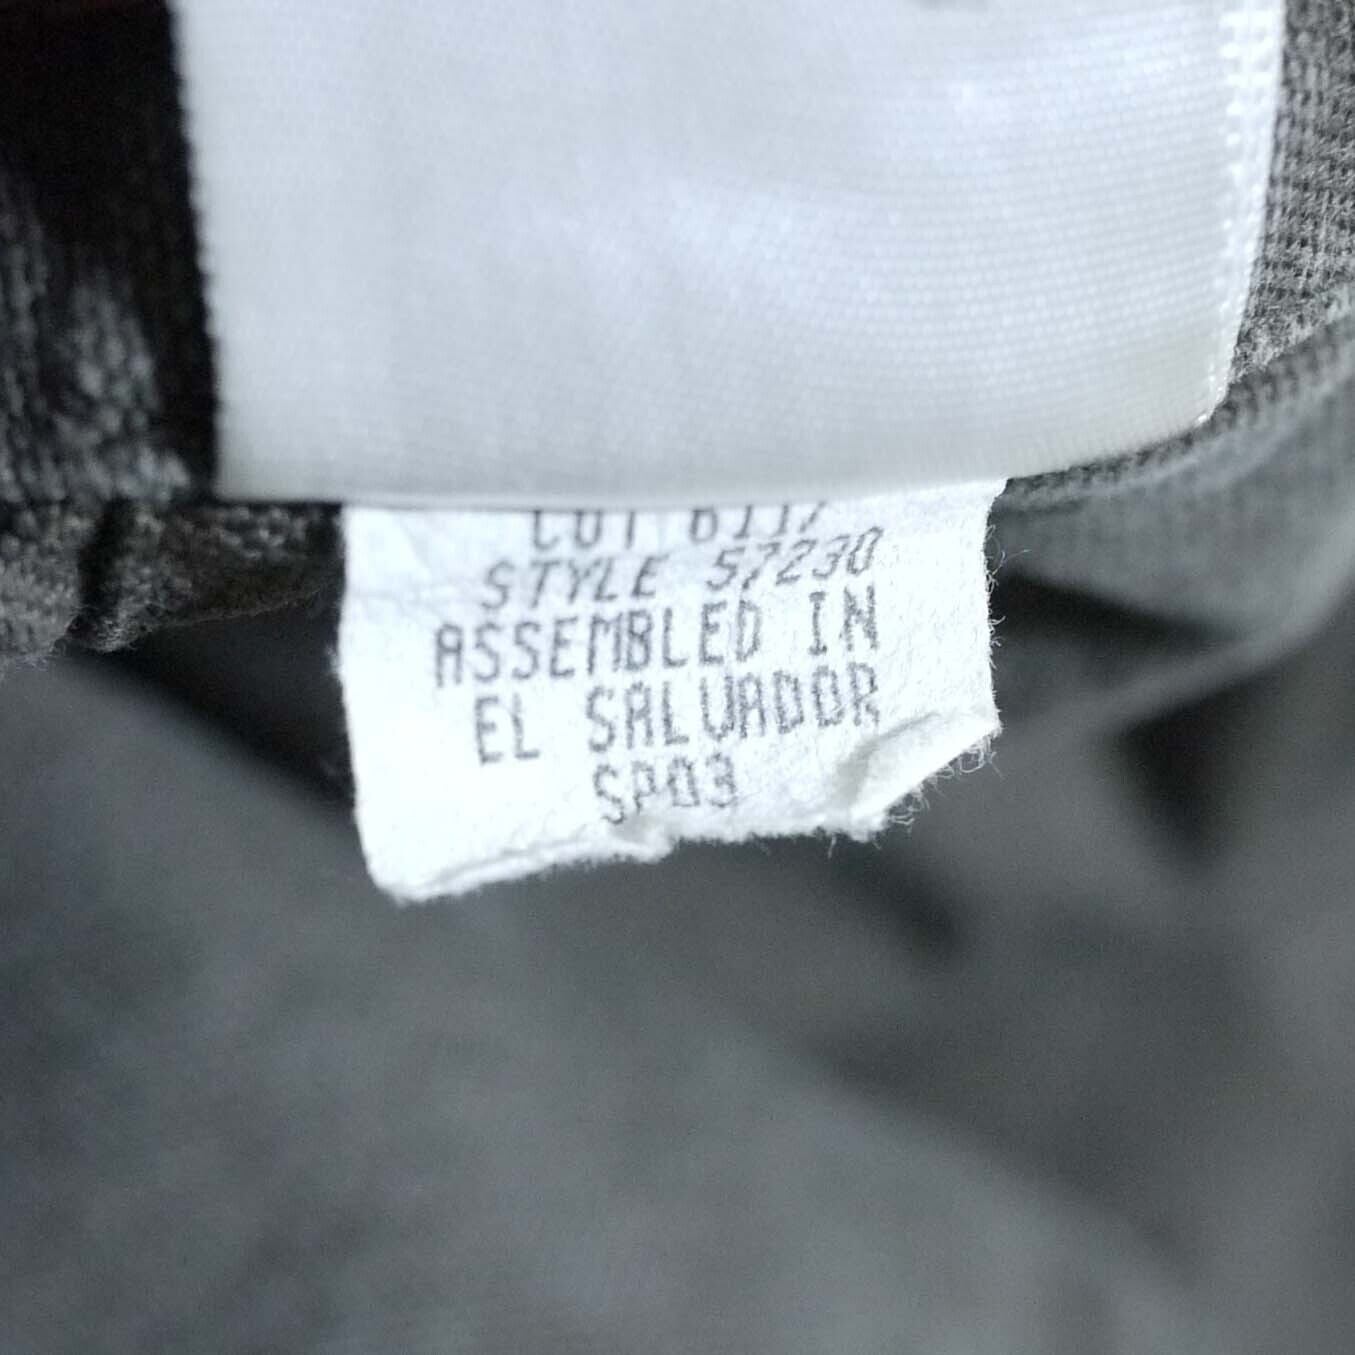 STYLE 57230
ASSEMBLED IN
EL SALVADOR
SP03